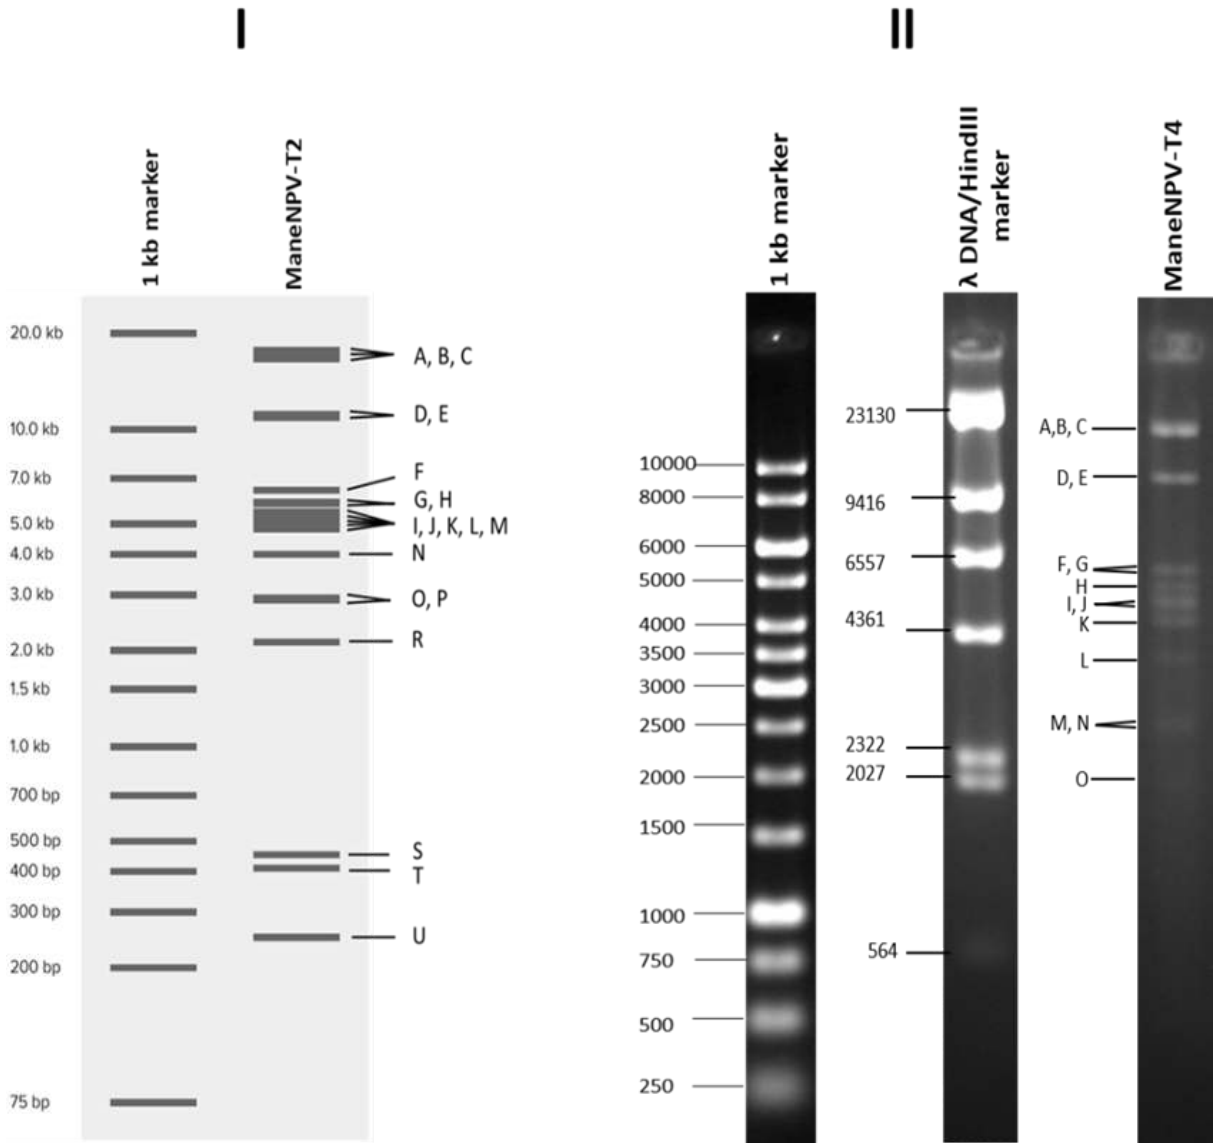 I
II
1 kb marker
ManeNPV-T2
1 kb marker
λ DNA/HindIII
marker
ManeNPV-T4
20.0 kb
10.0 kb
7.0 kb
5.0 kb
4.0 kb
3.0 kb
2.0 kb
1.5 kb
1.0 kb
700 bp
500 bp
400 bp
300 bp
200 bp
75 bp
A, B, C
D, E
F
G, H
I, J, K, L, M
N
O, P
R
S
T
U
10000
8000
6000
5000
4000
3500
3000
2500
2000
1500
1000
750
500
250
23130
9416
6557
4361
2322
2027
564
A,B, C
D, E
F, G
H
I, J
K
L
M, N
O